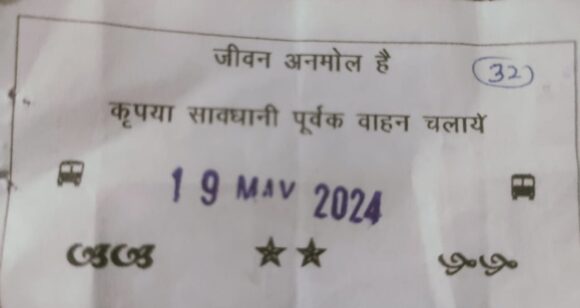 जीवन अनमोल है
32
कृपया सावधानी पूर्वक वाहन चलाये
19 MAY 2024